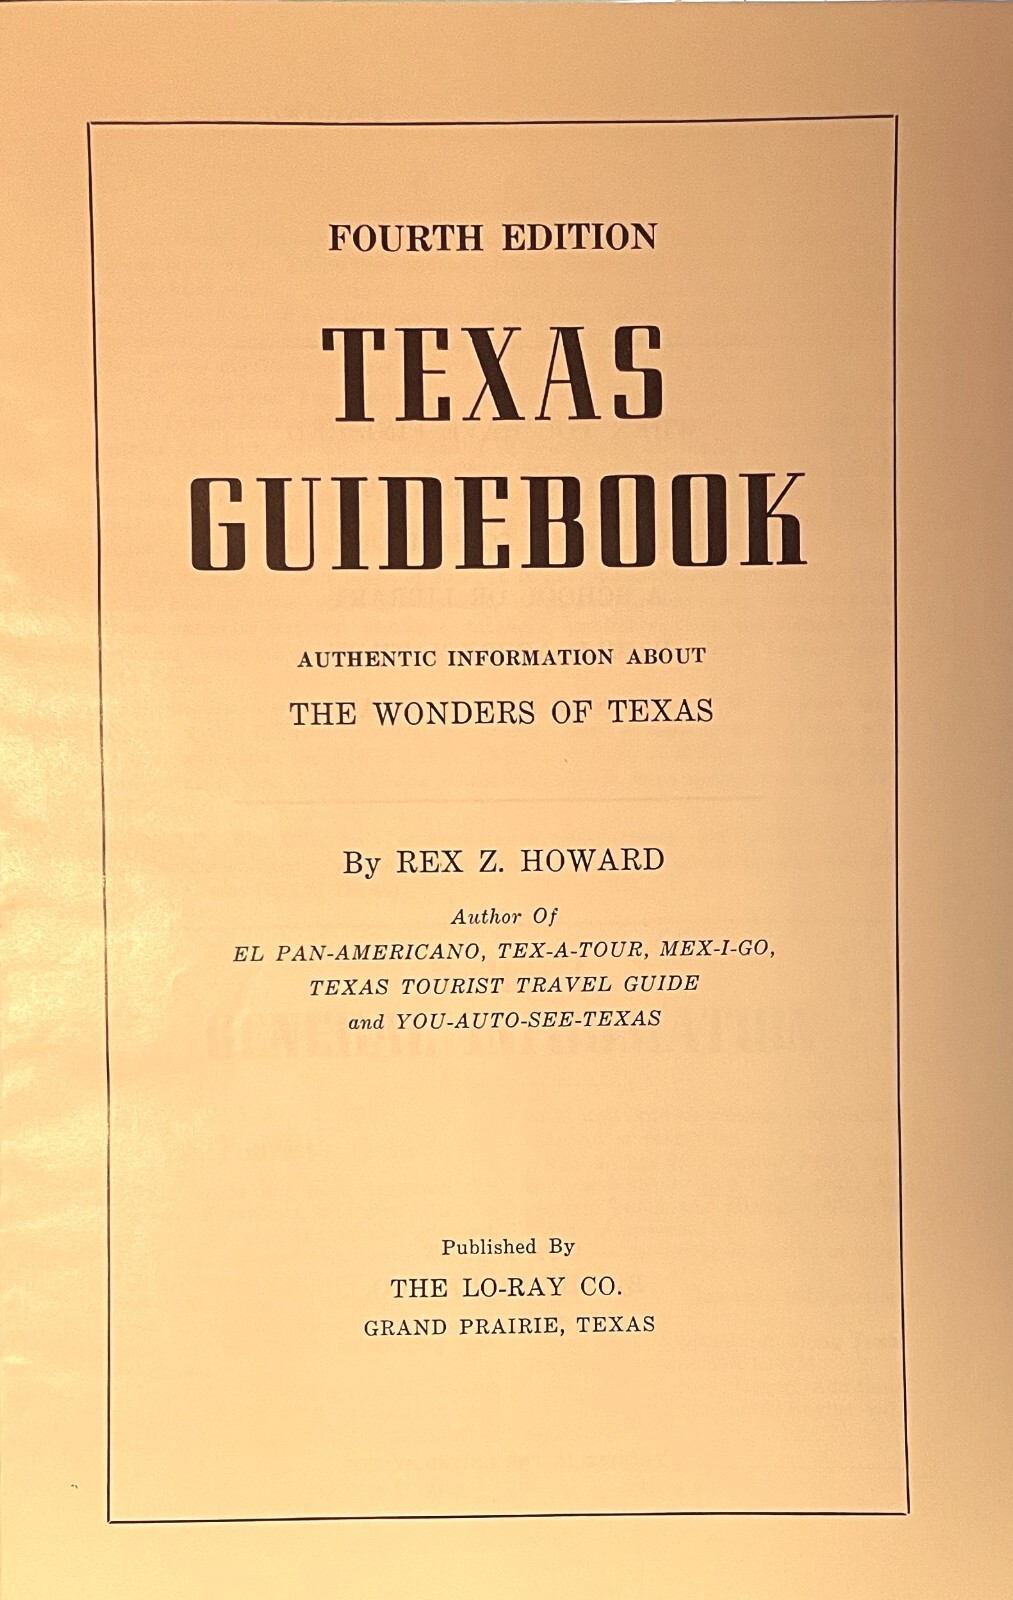 FOURTH EDITION
TEXAS
GUIDEBOOK
AUTHENTIC INFORMATION ABOUT
THE WONDERS OF TEXAS
By REX Z. HOWARD
Author Of
EL PAN-AMERICANO, TEX-A-TOUR, MEX-I-GO,
TEXAS TOURIST TRAVEL GUIDE
and YOU-AUTO-SEE-TEXAS
Published By
THE LO-RAY CO.
GRAND PRAIRIE, TEXAS